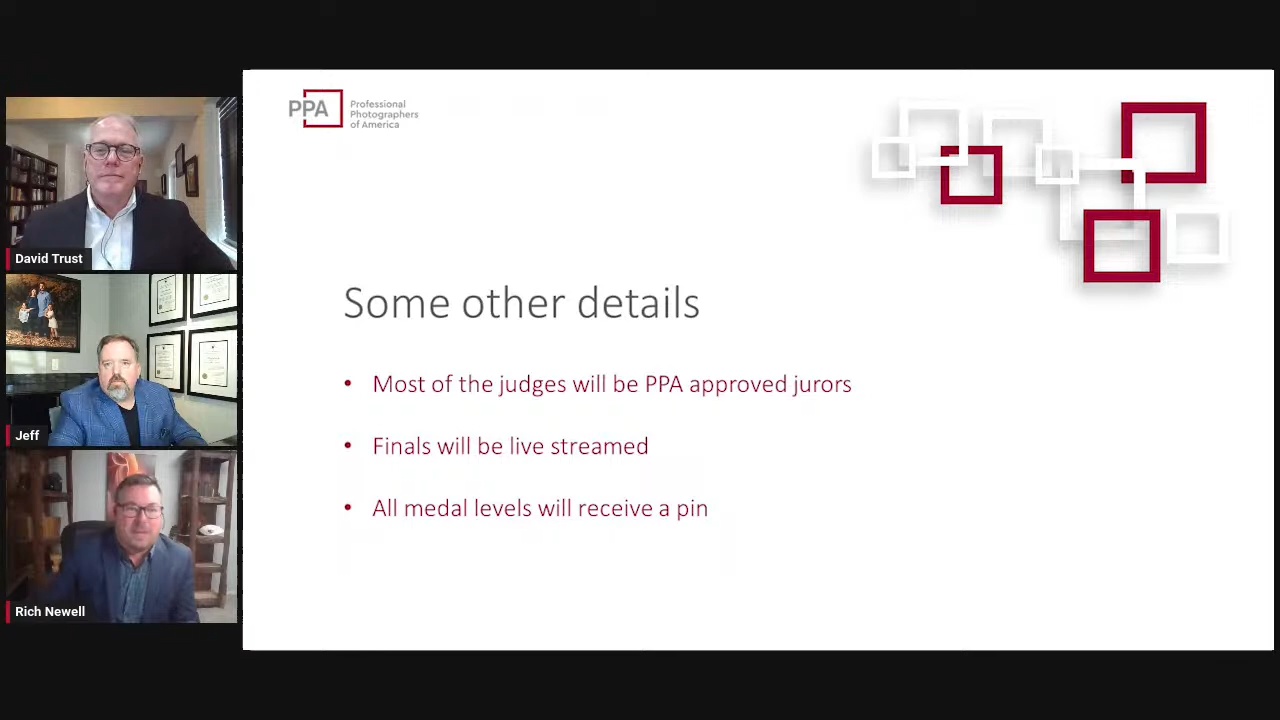 PPA
Professional
Photographers
of America
David Trust
Jeff
Rich Newell
Some other details
• Most of the judges will be PPA approved jurors
• Finals will be live streamed
• All medal levels will receive a pin